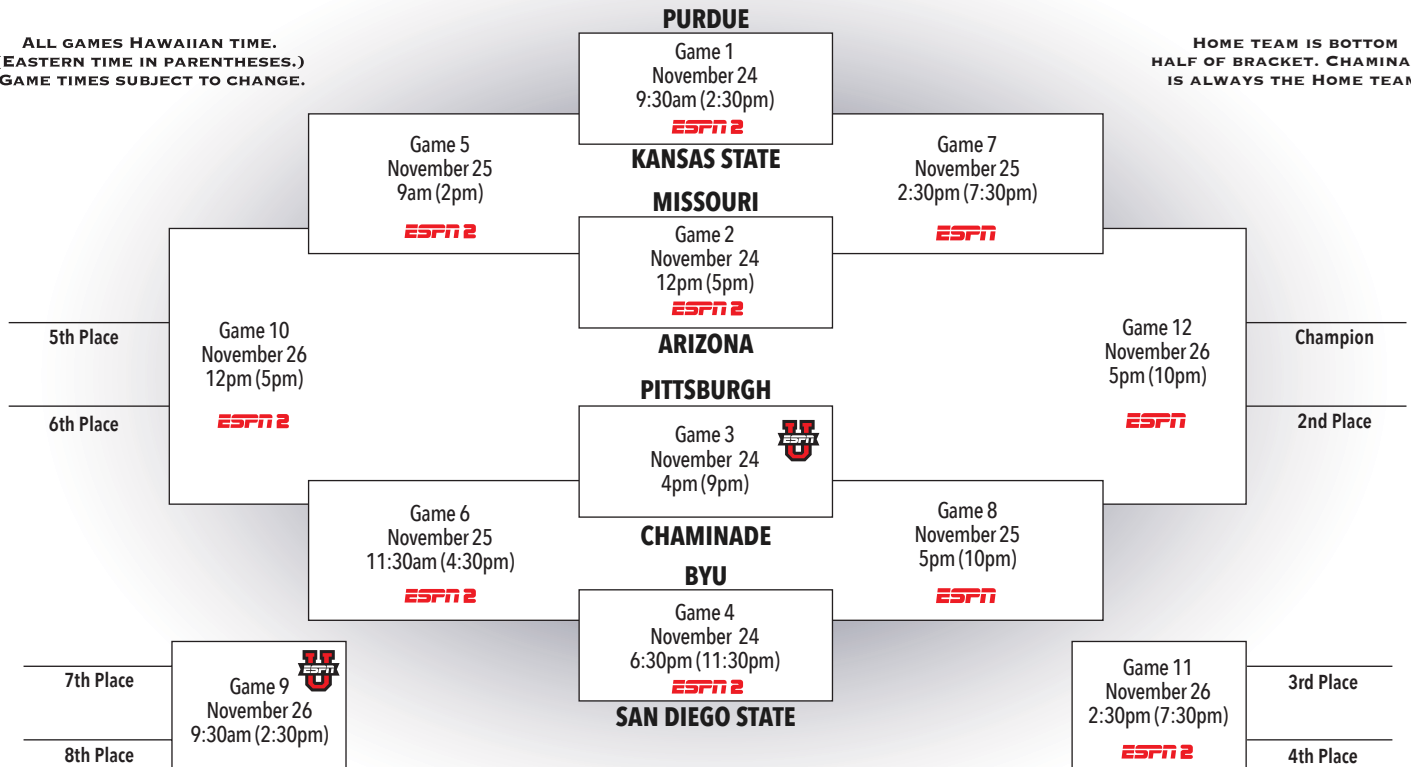 ALL GAMES HAWAIIAN TIME.
(EASTERN TIME IN PARENTHESES.)
GAME TIMES SUBJECT TO CHANGE.
HOME TEAM IS BOTTOM
HALF OF BRACKET. CHAMINA
IS ALWAYS THE HOME TEAM
PURDUE
Game 1
November 24
9:30am (2:30pm)
ESPN 2
KANSAS STATE
Game 5
November 25
9am (2pm)
ESPN 2
Game 7
November 25
2:30pm (7:30pm)
ESPN
MISSOURI
Game 2
November 24
12pm (5pm)
ESPN 2
ARIZONA
5th Place
6th Place
Game 10
November 26
12pm (5pm)
ESPN 2
Game 12
November 26
5pm (10pm)
ESPN
Champion
2nd Place
PITTSBURGH
Game 3
November 24
4pm (9pm)
ESPN U
CHAMINADE
Game 6
November 25
11:30am (4:30pm)
ESPN 2
Game 8
November 25
5pm (10pm)
ESPN
BYU
Game 4
November 24
6:30pm (11:30pm)
ESPN 2
SAN DIEGO STATE
7th Place
8th Place
Game 9
November 26
9:30am (2:30pm)
ESPN U
Game 11
November 26
2:30pm (7:30pm)
ESPN 2
3rd Place
4th Place